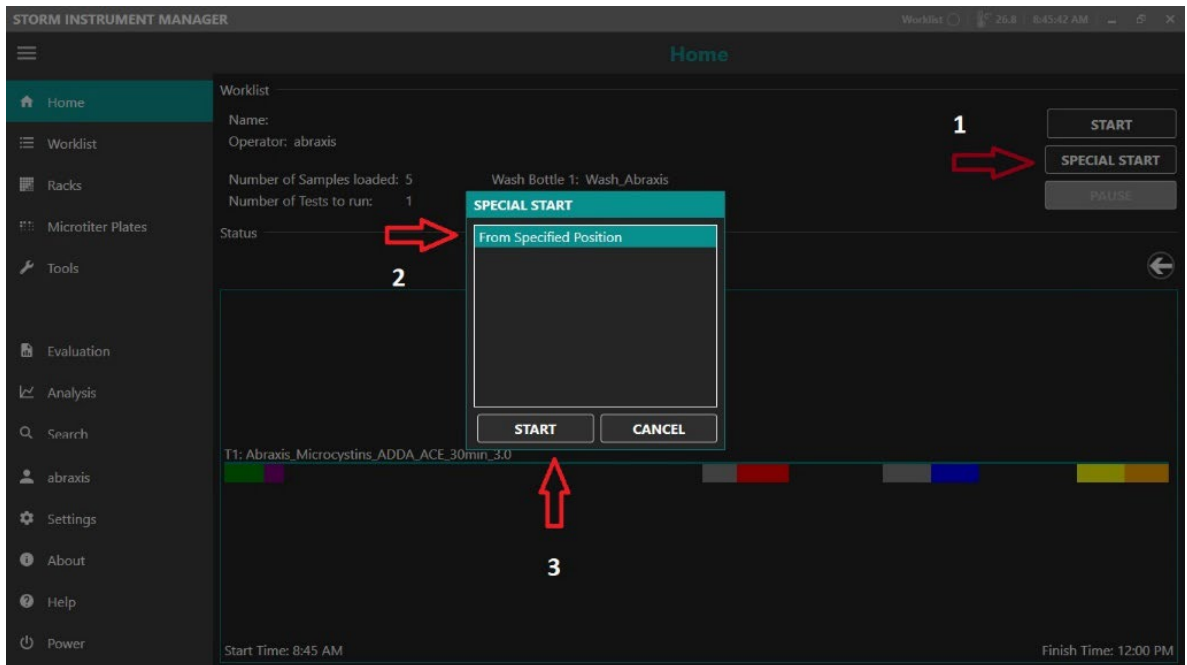 STORM INSTRUMENT MANAGER
Worklist 26.8 8:45:42 AM
Home
Home
Worklist
Racks
Microtiter Plates
Tools
Evaluation
Analysis
Search
abraxis
Settings
About
Help
Power
Worklist
Name:
Operator: abraxis
Number of Samples loaded: 5
Number of Tests to run: 1
Wash Bottle 1: Wash_Abraxis
1
START
SPECIAL START
PAUSE
Status
2
SPECIAL START
From Specified Position
START CANCEL
T1: Abraxis_Microcystins_ADDA_ACE_30min_3.0
3
Start Time: 8:45 AM
Finish Time: 12:00 PM